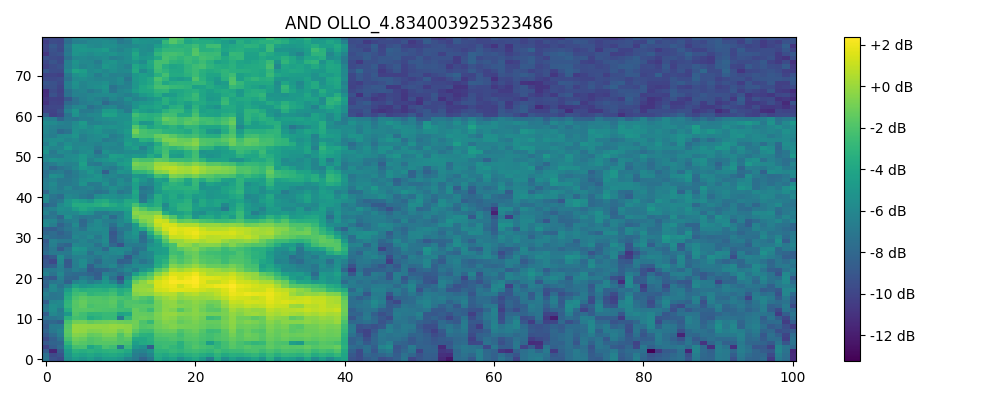 AND OLLO_4.834003925323486
+2 dB
70
+0 dB
60
-2 dB
50
-4 dB
40
-6 dB
30
-8 dB
20
-10 dB
10
-12 dB
0
0 20 40 60 80 100